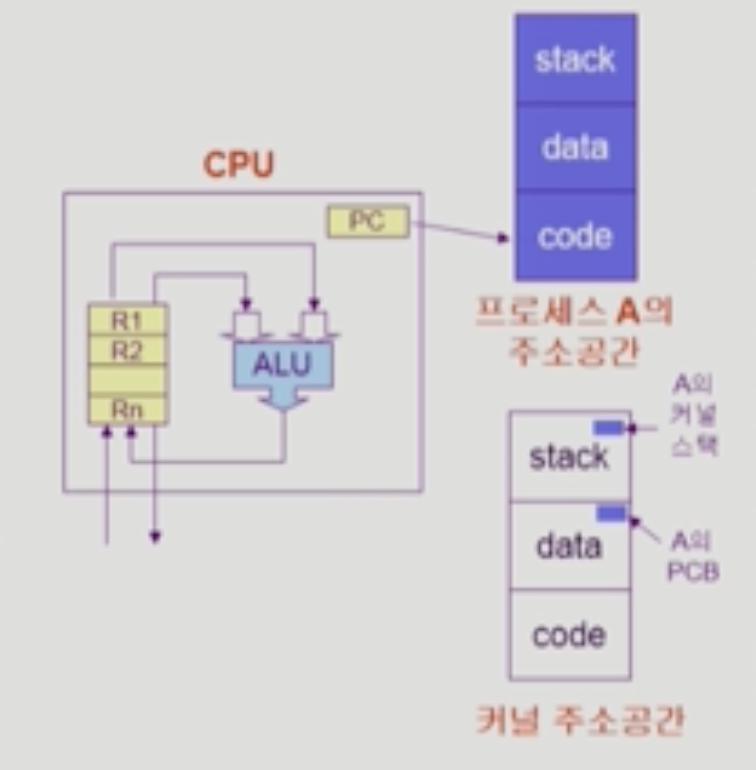 stack
data
code
프로세스 A의
주소공간
CPU
PC
R1
R2
Rn
ALU
A의
커널
스택
stack
data
code
A의
PCB
커널 주소공간